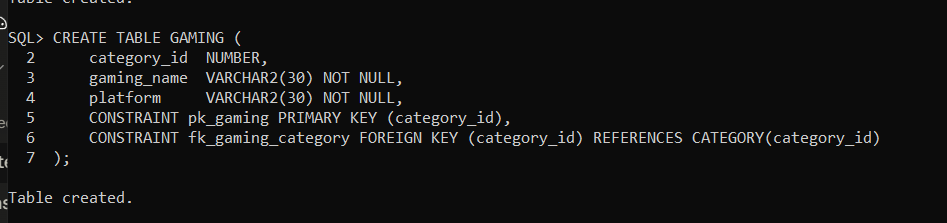 Table created.
SQL> CREATE TABLE GAMING (
  2      category_id  NUMBER,
  3      gaming_name  VARCHAR2(30) NOT NULL,
  4      platform     VARCHAR2(30) NOT NULL,
  5      CONSTRAINT pk_gaming PRIMARY KEY (category_id),
  6      CONSTRAINT fk_gaming_category FOREIGN KEY (category_id) REFERENCES CATEGORY(category_id)
  7  );
Table created.